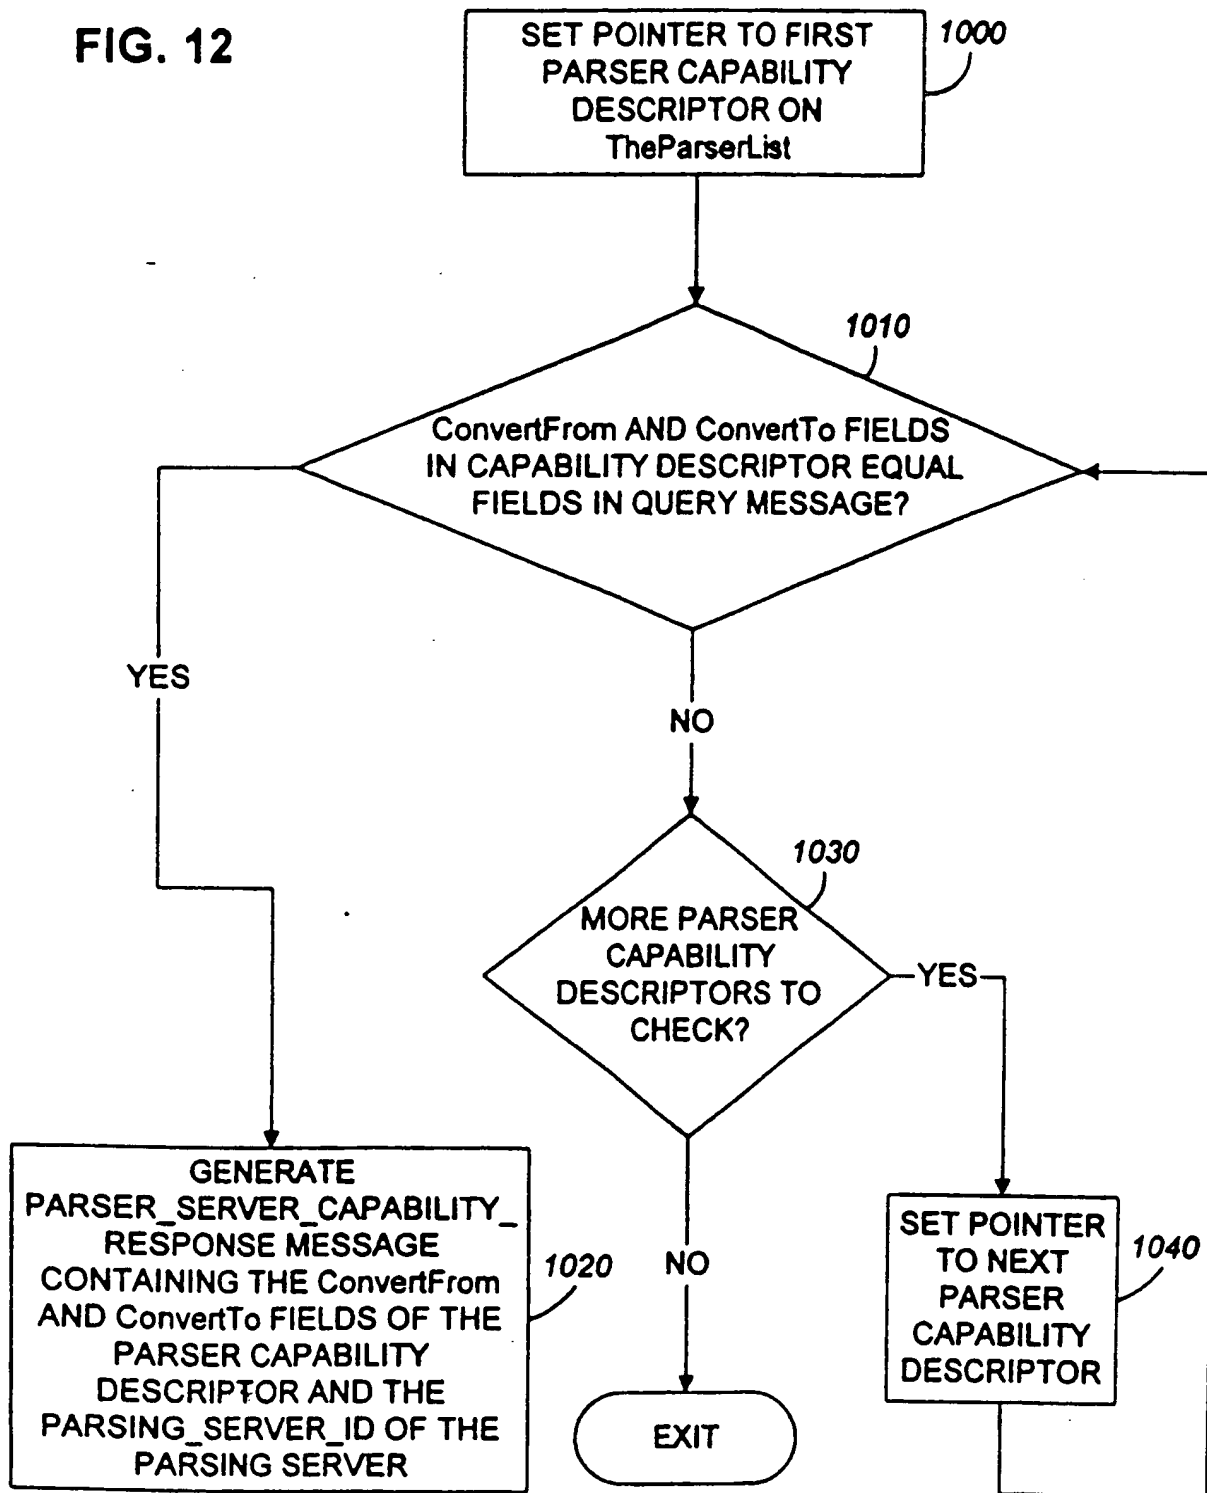 FIG. 12
SET POINTER TO FIRST
PARSER CAPABILITY
DESCRIPTOR ON
TheParserList
1000
1010
ConvertFrom AND ConvertTo FIELDS
IN CAPABILITY DESCRIPTOR EQUAL
FIELDS IN QUERY MESSAGE?
YES
NO
1030
MORE PARSER
CAPABILITY
DESCRIPTORS TO
CHECK?
YES
GENERATE
PARSER_SERVER_CAPABILITY_
RESPONSE MESSAGE
CONTAINING THE ConvertFrom
AND ConvertTo FIELDS OF THE
PARSER CAPABILITY
DESCRIPTOR AND THE
PARSING_SERVER_ID OF THE
PARSING SERVER
1020
NO
EXIT
SET POINTER
TO NEXT
PARSER
CAPABILITY
DESCRIPTOR
1040